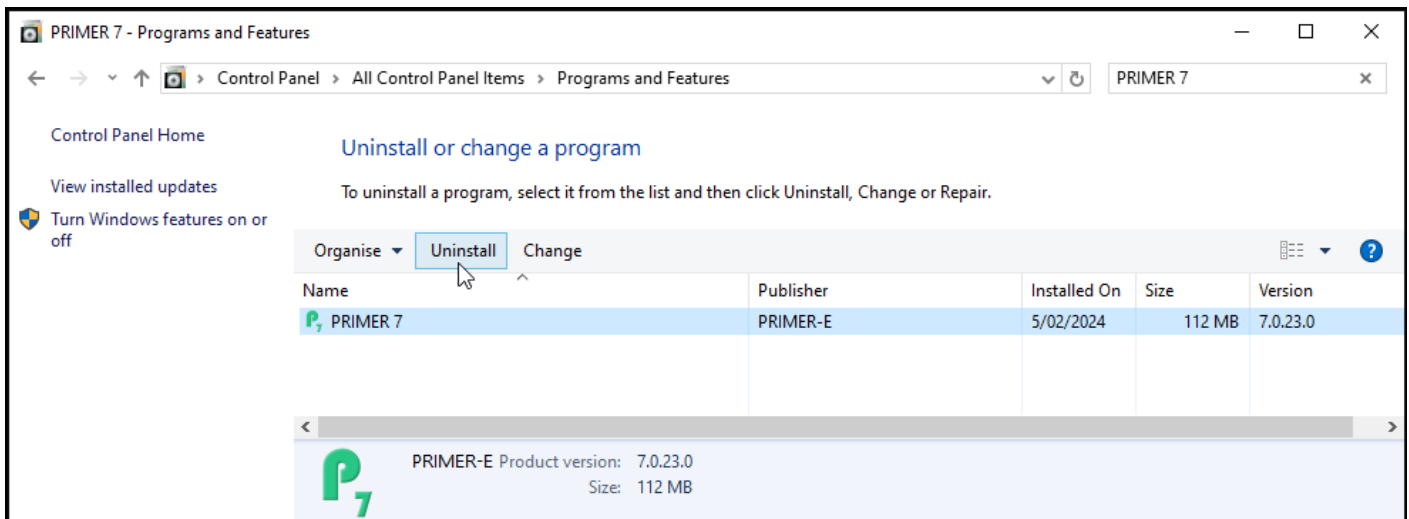 PRIMER 7 - Programs and Features
Control Panel > All Control Panel Items > Programs and Features
PRIMER 7
Control Panel Home
View installed updates
Turn Windows features on or
off
Uninstall or change a program
To uninstall a program, select it from the list and then click Uninstall, Change or Repair.
Organise Uninstall Change
Name Publisher Installed On Size Version
P7 PRIMER 7 PRIMER-E 5/02/2024 112 MB 7.0.23.0
P7
PRIMER-E Product version: 7.0.23.0
Size: 112 MB